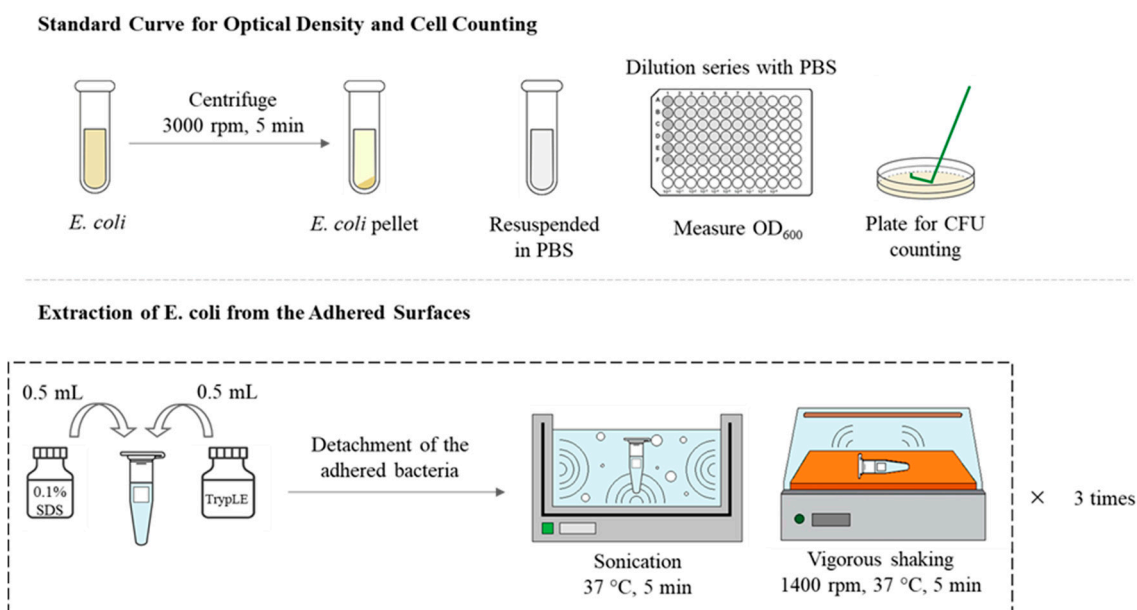 Standard Curve for Optical Density and Cell Counting
Centrifuge
3000 rpm, 5 min
E. coli
E. coli pellet
Resuspended
in PBS
Dilution series with PBS
A
B
C
D
E
F
Measure OD600
Plate for CFU
counting
Extraction of E. coli from the Adhered Surfaces
0.5 mL
0.5 mL
0.1%
SDS
TrypLE
Detachment of the
adhered bacteria
Sonication
37 °C, 5 min
Vigorous shaking
1400 rpm, 37 °C, 5 min
× 3 times